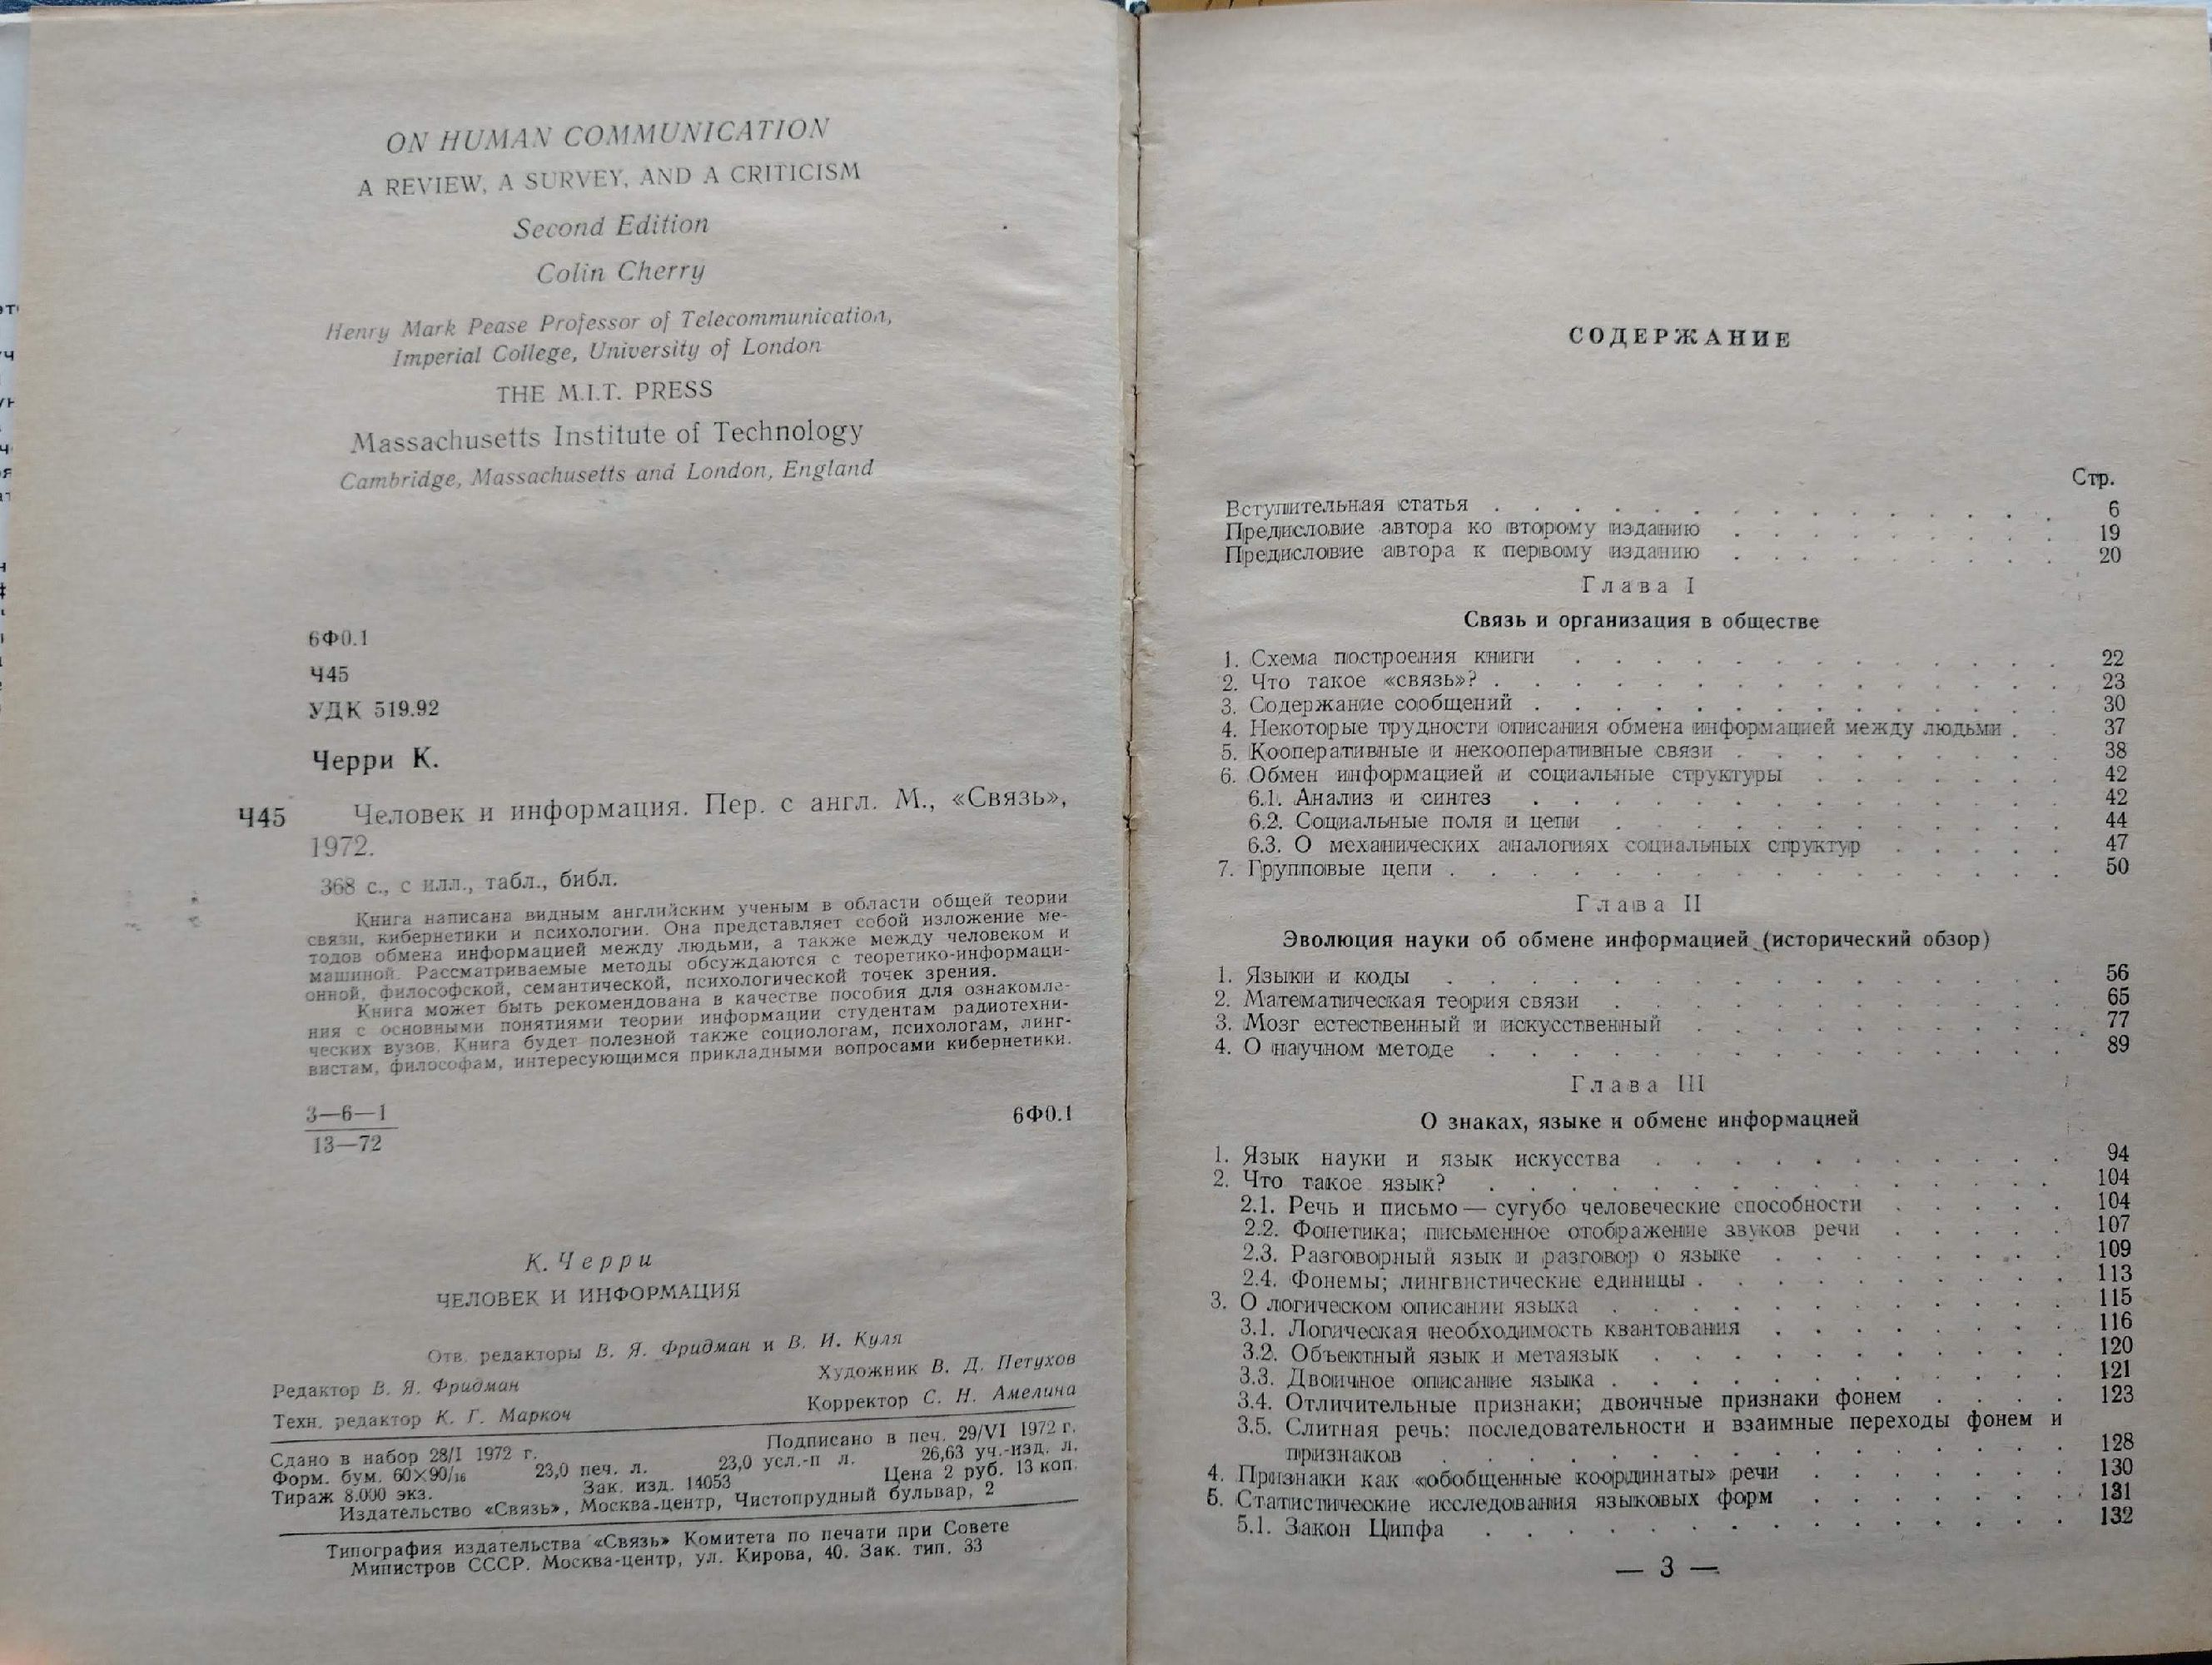 ON HUMAN COMMUNICATION
A REVIEW, A SURVEY, AND A CRITICISM
Second Edition
Colin Cherry
Henry Mark Pease Professor of Telecommunication,
Imperial College, University of London
THE M.I.T. PRESS
Massachusetts Institute of Technology
Cambridge, Massachusetts and London, England
6Ф0.1
Ч45
УДК 519.92
Черри К.
Ч45 Человек и информация. Пер. с англ. М., «Связь»,
1972.
368 с., с илл., табл., библ.
Книга написана видным английским ученым в области общей теории
связи, кибернетики и психологии. Она представляет собой изложение ме-
тодов обмена информацией между людьми, а также между человеком и
машиной. Рассматриваемые методы обсуждаются с теоретико-информаци-
онной, философской, семантической, психологической точек зрения.
Книга может быть рекомендована в качестве пособия для ознакомле-
ния с основными понятиями теории информации студентам радиотехни-
ческих вузов. Книга будет полезной также социологам, психологам, линг-
вистам, философам, интересующимся прикладными вопросами кибернетики.
3—6—1
13—72
6Ф0.1
К. Черри
ЧЕЛОВЕК И ИНФОРМАЦИЯ
Отв. редакторы В. Я. Фридман и В. И. Куля
Редактор В. Я. Фридман Художник В. Д. Петухов
Техн. редактор К. Г. Маркоч Корректор С. Н. Амелина
Сдано в набор 28/I 1972 г. Подписано в печ. 29/VI 1972 г.
Форм. бум. 60×90/16 23,0 печ. л. 23,0 усл.-п л. 26,63 уч.-изд. л.
Тираж 8.000 экз. Зак. изд. 14053 Цена 2 руб. 13 коп.
Издательство «Связь», Москва-центр, Чистопрудный бульвар, 2
Типография издательства «Связь» Комитета по печати при Совете
Министров СССР. Москва-центр, ул. Кирова, 40. Зак. тип. 33
СОДЕРЖАНИЕ
Стр.
Вступительная статья . . . . . . . . . . . . . 6
Предисловие автора ко второму изданию . . . . . . . . 19
Предисловие автора к первому изданию . . . . . . . . 20
Глава I
Связь и организация в обществе
1. Схема построения книги . . . . . . . . . . . . 22
2. Что такое «связь»? . . . . . . . . . . . . . . 23
3. Содержание сообщений . . . . . . . . . . . . . 30
4. Некоторые трудности описания обмена информацией между людьми . . 37
5. Кооперативные и некооперативные связи . . . . . . . . 38
6. Обмен информацией и социальные структуры . . . . . . . 42
6.1. Анализ и синтез . . . . . . . . . . . . . 42
6.2. Социальные поля и цепи . . . . . . . . . . . 44
6.3. О механических аналогиях социальных структур . . . . . 47
7. Групповые цепи . . . . . . . . . . . . . . . 50
Глава II
Эволюция науки об обмене информацией (исторический обзор)
1. Языки и коды . . . . . . . . . . . . . . . 56
2. Математическая теория связи . . . . . . . . . . . 65
3. Мозг естественный и искусственный . . . . . . . . . 77
4. О научном методе . . . . . . . . . . . . . . 89
Глава III
О знаках, языке и обмене информацией
1. Язык науки и язык искусства . . . . . . . . . . . 94
2. Что такое язык? . . . . . . . . . . . . . . 104
2.1. Речь и письмо — сугубо человеческие способности . . . . . 104
2.2. Фонетика; письменное отображение звуков речи . . . . . 107
2.3. Разговорный язык и разговор о языке . . . . . . . . 109
2.4. Фонемы; лингвистические единицы . . . . . . . . . 113
3. О логическом описании языка . . . . . . . . . . . 115
3.1. Логическая необходимость квантования . . . . . . . . 116
3.2. Объектный язык и метаязык . . . . . . . . . . 120
3.3. Двоичное описание языка . . . . . . . . . . . 121
3.4. Отличительные признаки; двоичные признаки фонем . . . . 123
3.5. Слитная речь: последовательности и взаимные переходы фонем и
признаков . . . . . . . . . . . . . . . 128
4. Признаки как «обобщенные координаты» речи . . . . . . . 130
5. Статистические исследования языковых форм . . . . . . . 131
5.1. Закон Ципфа . . . . . . . . . . . . . . 132
— 3 —